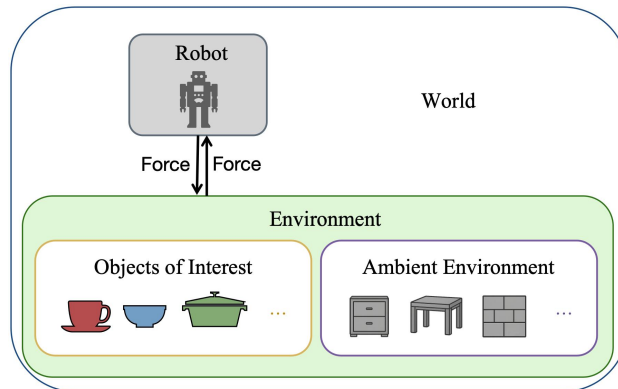 Robot
World
Force Force
Environment
Objects of Interest
Ambient Environment
...
...